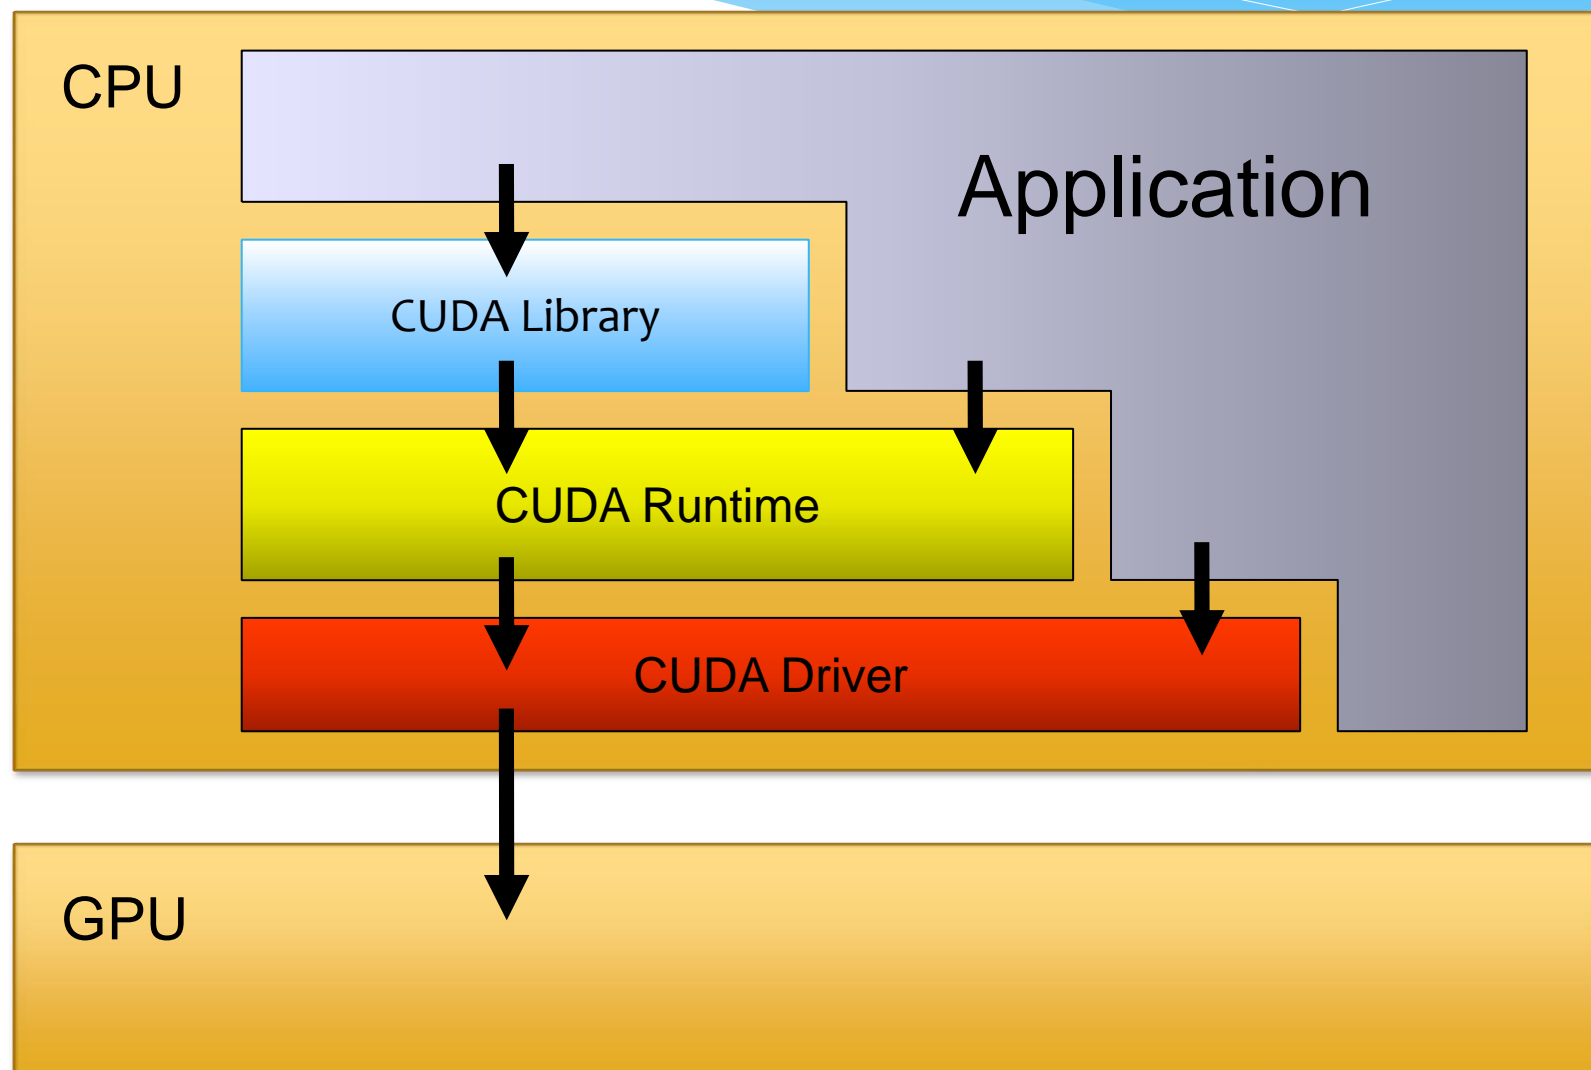 CPU
Application
CUDA Library
CUDA Runtime
CUDA Driver
GPU